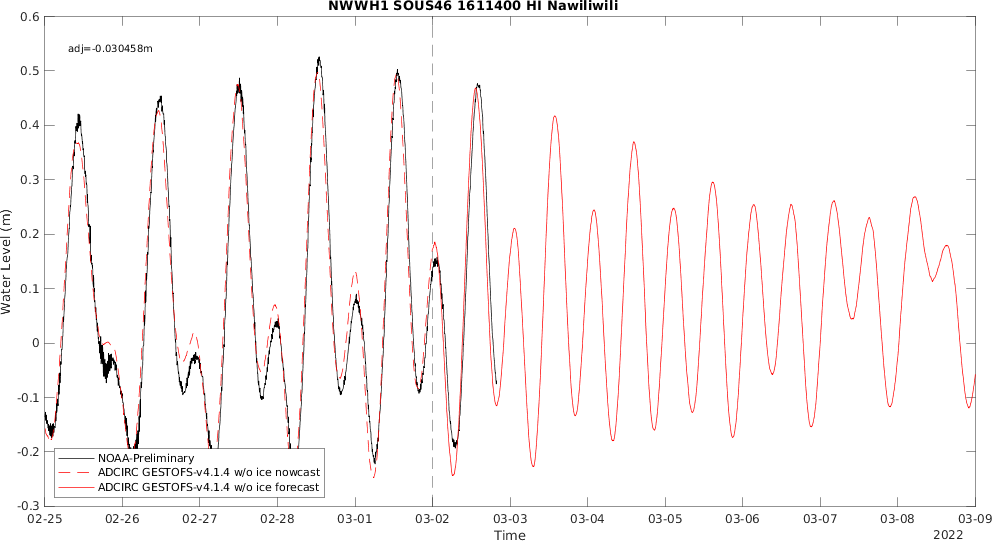 NWWH1 SOUS46 1611400 HI Nawiliwili
adj=-0.030458m
Water Level (m)
0.6
0.5
0.4
0.3
0.2
0.1
0
-0.1
-0.2
-0.3
NOAA-Preliminary
ADCIRC GESTOFS-v4.1.4 w/o ice nowcast
ADCIRC GESTOFS-v4.1.4 w/o ice forecast
02-25 02-26 02-27 02-28 03-01 03-02 03-03 03-04 03-05 03-06 03-07 03-08 03-09
Time
2022